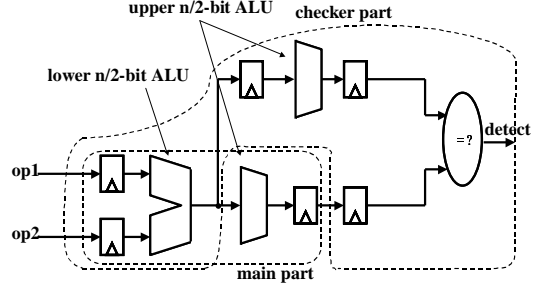 upper n/2-bit ALU
checker part
lower n/2-bit ALU
= ?
detect
op1
op2
main part